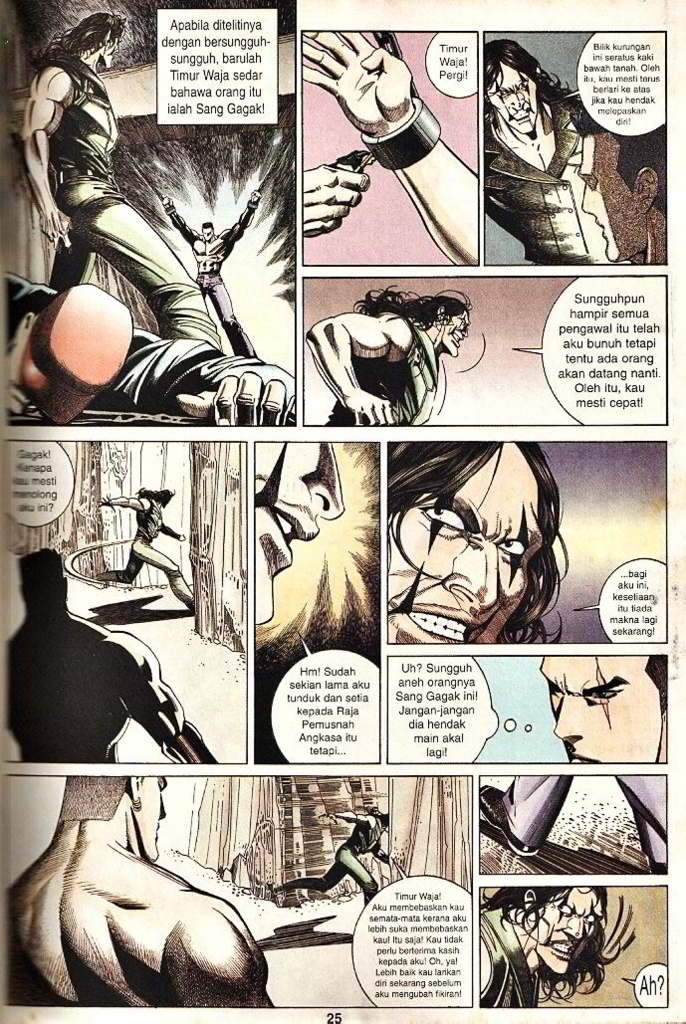 Apabila ditelitinya
dengan bersungguh-
sungguh, barulah
Timur Waja sedar
bahawa orang itu
ialah Sang Gagak!
Timur
Waja!
Pergi!
Bilik kurungan
ini seratus kaki
bawah tanah. Oleh
itu, kau mesti terus
berlari ke atas
jika kau hendak
melepaskan
diri!
Sungguhpun
hampir semua
pengawal itu telah
aku bunuh tetapi
tentu ada orang
akan datang nanti.
Oleh itu, kau
mesti cepat!
Gagak!
Kenapa
kau mesti
menolong
aku ini?
Hm! Sudah
sekian lama aku
tunduk dan setia
kepada Raja
Pemusnah
Angkasa itu
tetapi...
...bagi
aku ini,
kesetiaan
itu tiada
makna lagi
sekarang!
Uh? Sungguh
aneh orangnya
Sang Gagak ini!
Jangan-jangan
dia hendak
main akal
lagi!
Timur Waja!
Aku membebaskan kau
semata-mata kerana aku
lebih suka membebaskan
kau! Itu saja! Kau tidak
perlu berterima kasih
kepada aku! Oh, ya!
Lebih baik kau larikan
diri sekarang sebelum
aku mengubah fikiran!
Ah?
25